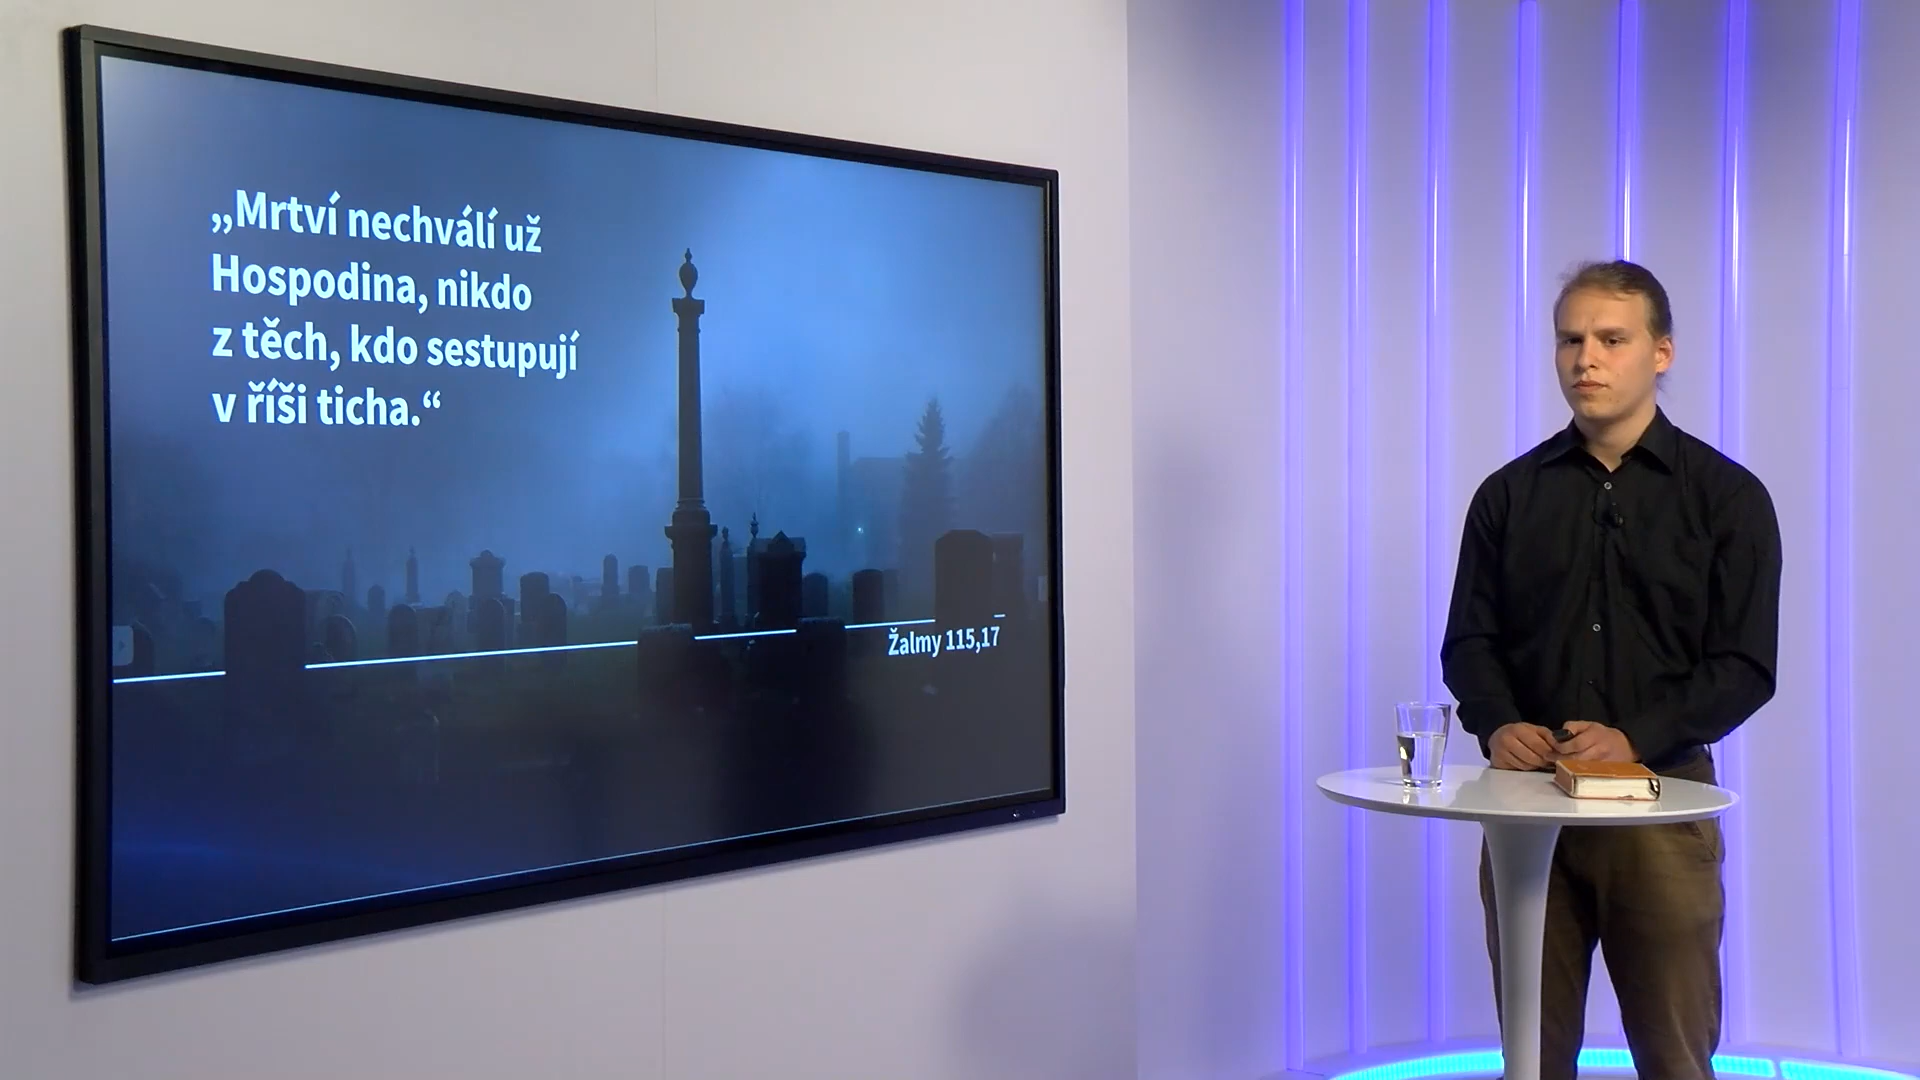 „Mrtví nechválí už
Hospodina, nikdo
z těch, kdo sestupují
v říši ticha.“
Žalmy 115,17